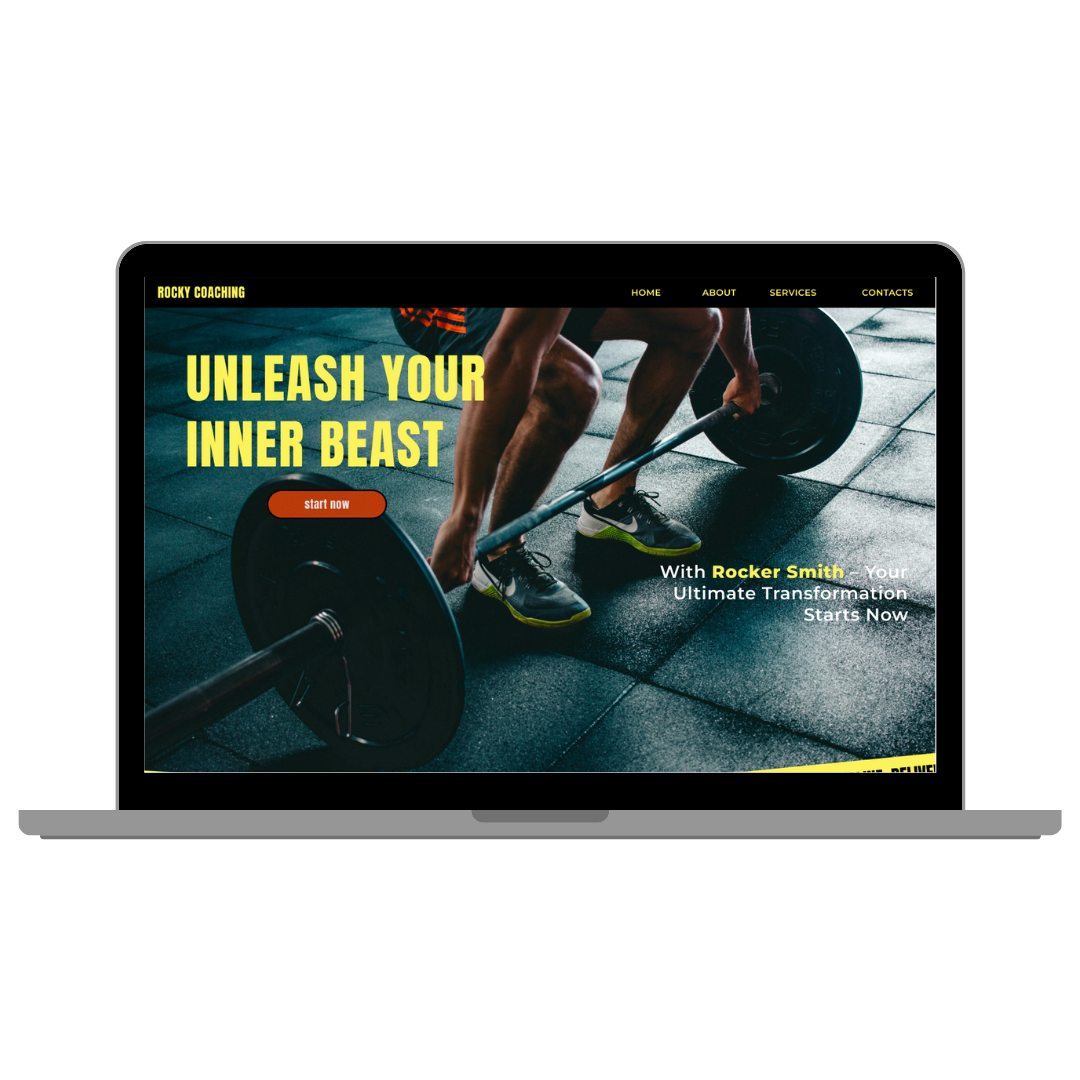 ROCKY COACHING
HOME ABOUT SERVICES CONTACTS
UNLEASH YOUR
INNER BEAST
start now
With Rocker Smith – Your
Ultimate Transformation
Starts Now